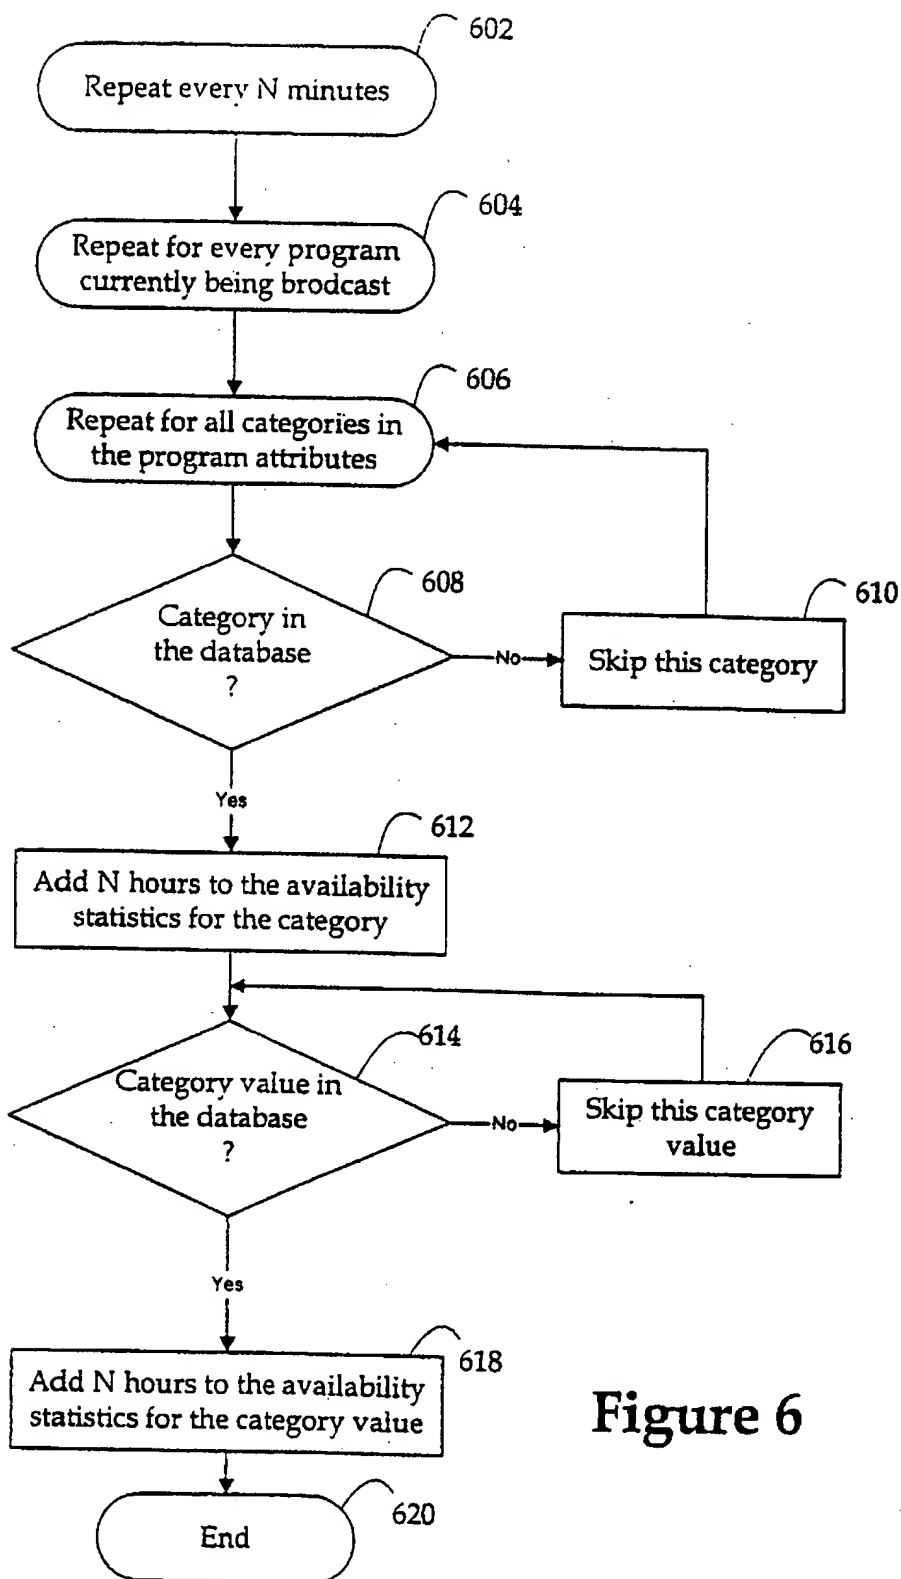 602
Repeat every N minutes
604
Repeat for every program
currently being brodcast
606
Repeat for all categories in
the program attributes
608
Category in
the database
?
No
610
Skip this category
Yes
612
Add N hours to the availability
statistics for the category
614
Category value in
the database
?
No
616
Skip this category
value
Yes
618
Add N hours to the availability
statistics for the category value
Figure 6
620
End